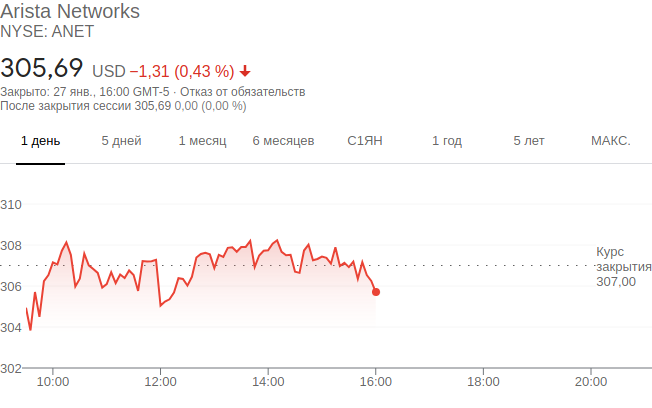 Arista Networks
NYSE: ANET
305,69 USD −1,31 (0,43 %)
Закрыто: 27 янв., 16:00 GMT-5 · Отказ от обязательств
После закрытия сессии 305,69 0,00 (0,00 %)
1 день 5 дней 1 месяц 6 месяцев С1ЯН 1 год 5 лет МАКС.
310
308
Курс
закрытия
307,00
306
304
302
10:00 12:00 14:00 16:00 18:00 20:00